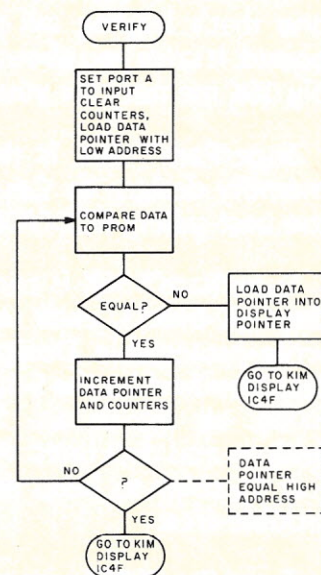 VERIFY
SET PORT A
TO INPUT
CLEAR
COUNTERS,
LOAD DATA
POINTER WITH
LOW ADDRESS
COMPARE DATA
TO PROM
EQUAL?
NO
YES
LOAD DATA
POINTER INTO
DISPLAY
POINTER
GO TO KIM
DISPLAY
IC4F
INCREMENT
DATA POINTER
AND COUNTERS
NO
?
YES
DATA
POINTER
EQUAL HIGH
ADDRESS
GO TO KIM
DISPLAY
IC4F